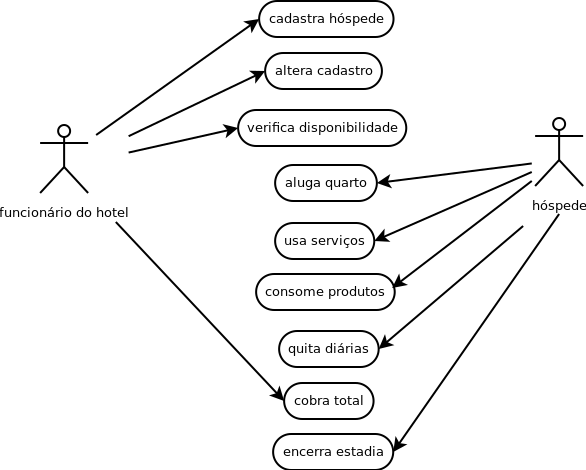 cadastra hóspede
altera cadastro
verifica disponibilidade
aluga quarto
hóspede
funcionário do hotel
usa serviços
consome produtos
quita diárias
cobra total
encerra estadia